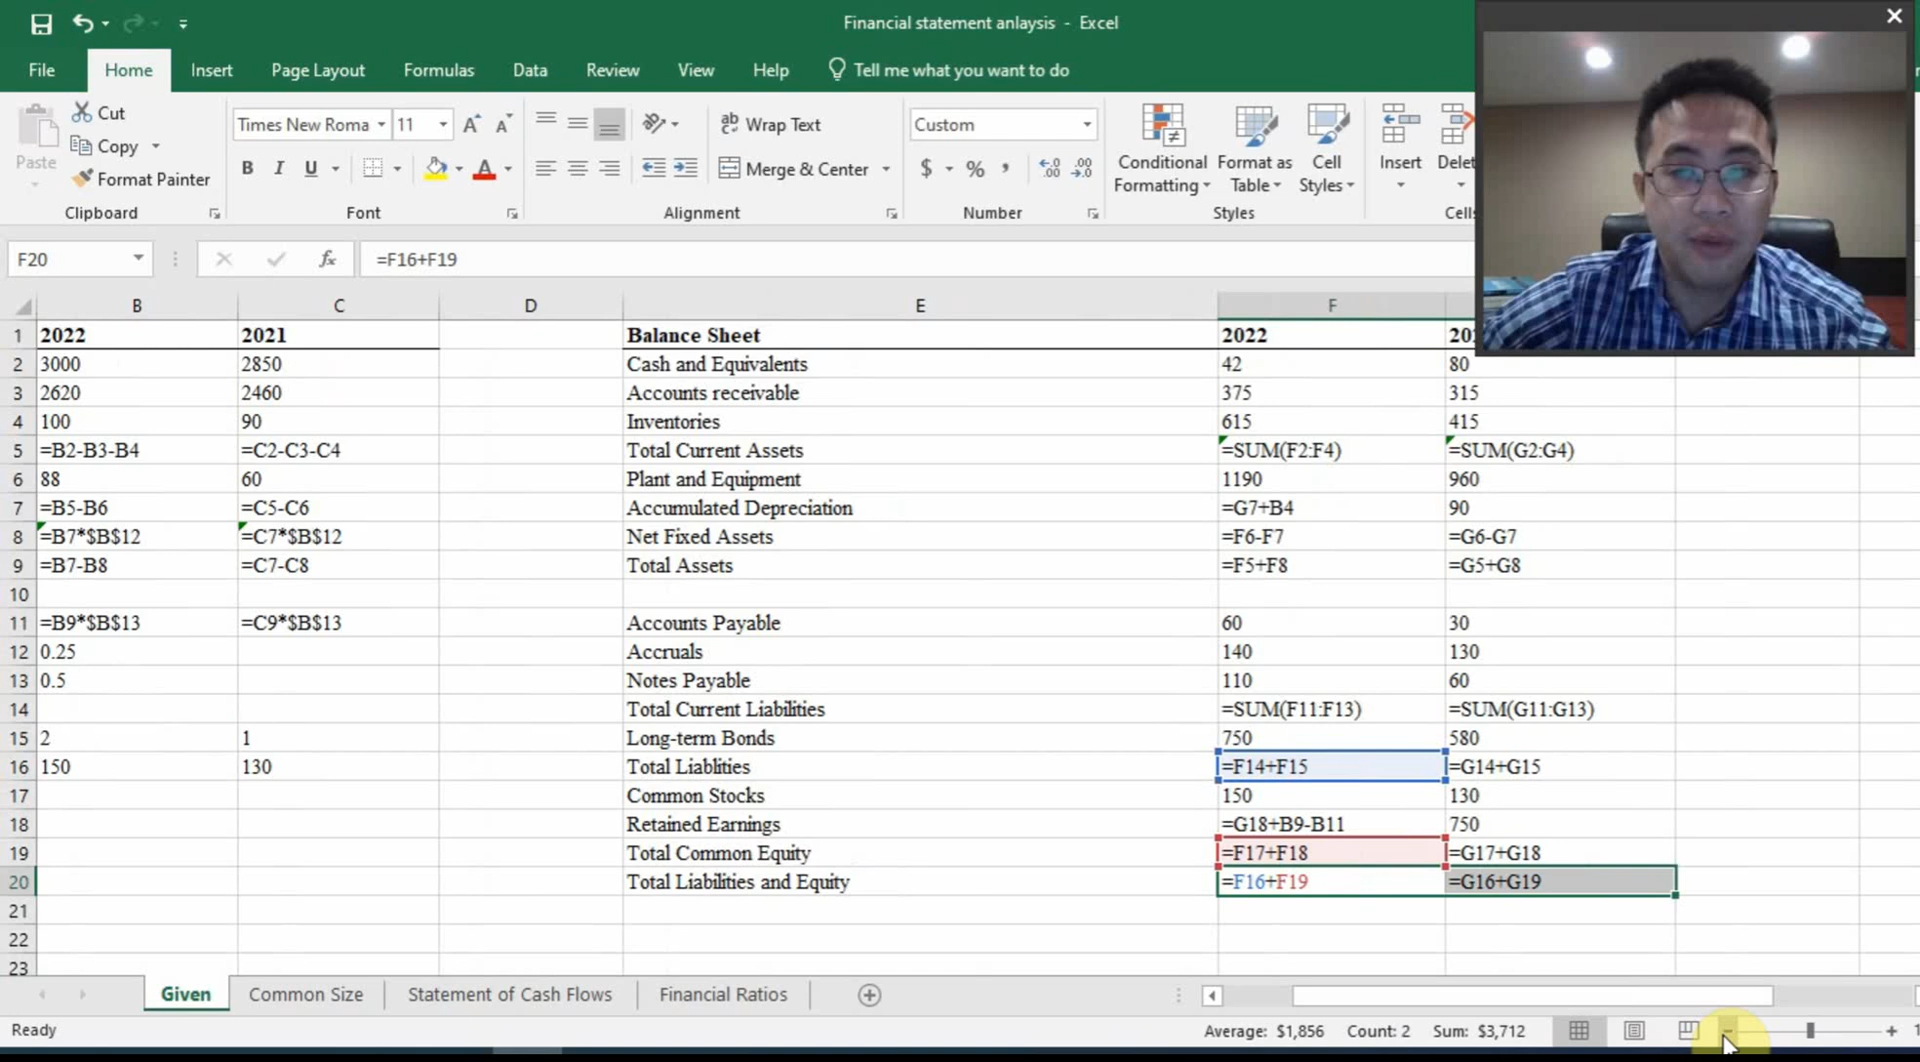 Financial statement anlaysis - Excel
File Home Insert Page Layout Formulas Data Review View Help Tell me what you want to do
Paste
Cut
Copy
Format Painter
Clipboard
Times New Roma 11
B I U
Font
Wrap Text
Merge & Center
Alignment
Custom
$ % ,
Number
Conditional Formatting
Format as Table
Cell Styles
Styles
Insert
Delet
Cells
F20 fx =F16+F19
B C D E F
1 2022 2021 Balance Sheet 2022 20
2 3000 2850 Cash and Equivalents 42 80
3 2620 2460 Accounts receivable 375 315
4 100 90 Inventories 615 415
5 =B2-B3-B4 =C2-C3-C4 Total Current Assets =SUM(F2:F4) =SUM(G2:G4)
6 88 60 Plant and Equipment 1190 960
7 =B5-B6 =C5-C6 Accumulated Depreciation =G7+B4 90
8 =B7*$B$12 =C7*$B$12 Net Fixed Assets =F6-F7 =G6-G7
9 =B7-B8 =C7-C8 Total Assets =F5+F8 =G5+G8
10
11 =B9*$B$13 =C9*$B$13 Accounts Payable 60 30
12 0.25 Accruals 140 130
13 0.5 Notes Payable 110 60
14 Total Current Liabilities =SUM(F11:F13) =SUM(G11:G13)
15 2 1 Long-term Bonds 750 580
16 150 130 Total Liablities =F14+F15 =G14+G15
17 Common Stocks 150 130
18 Retained Earnings =G18+B9-B11 750
19 Total Common Equity =F17+F18 =G17+G18
20 Total Liabilities and Equity =F16+F19 =G16+G19
21
22
23
Given Common Size Statement of Cash Flows Financial Ratios
Ready Average: $1,856 Count: 2 Sum: $3,712